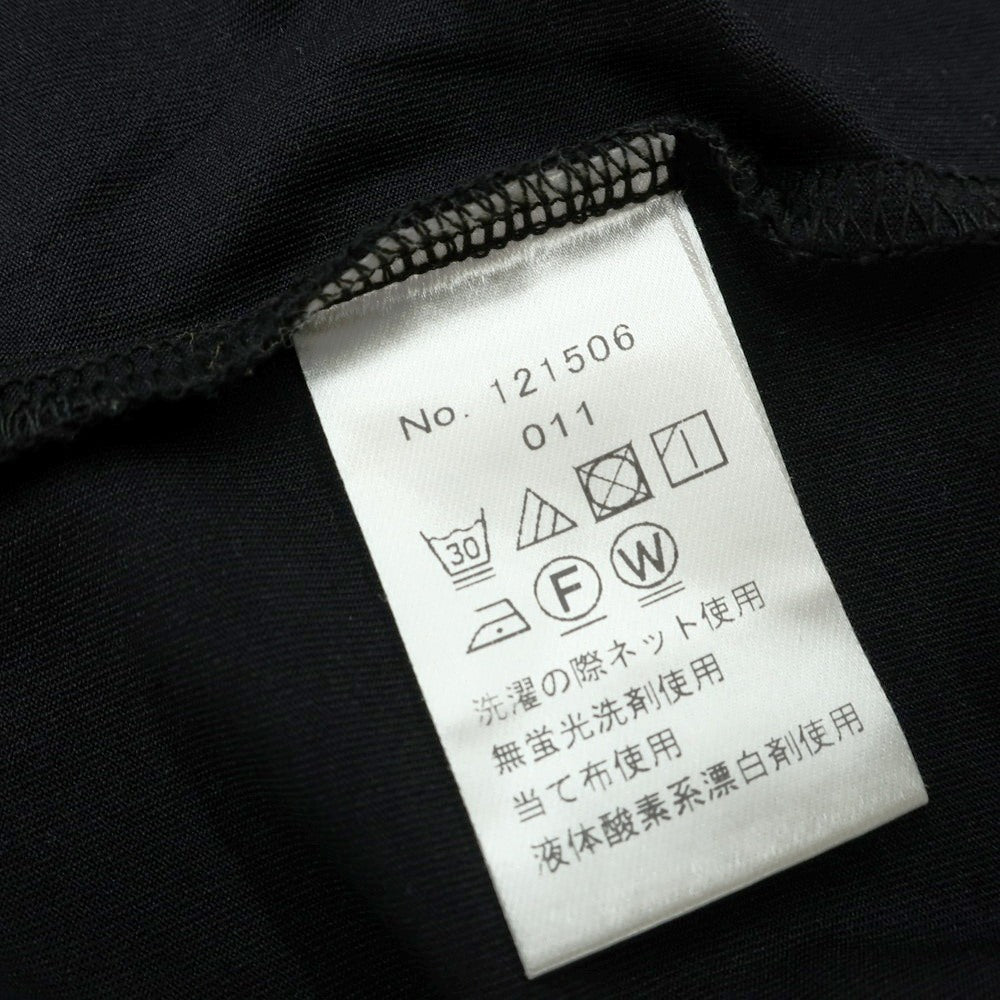 No. 121506
011
30
F W
洗濯の際ネット使用
無蛍光洗剤使用
当て布使用
液体酸素系漂白剤使用